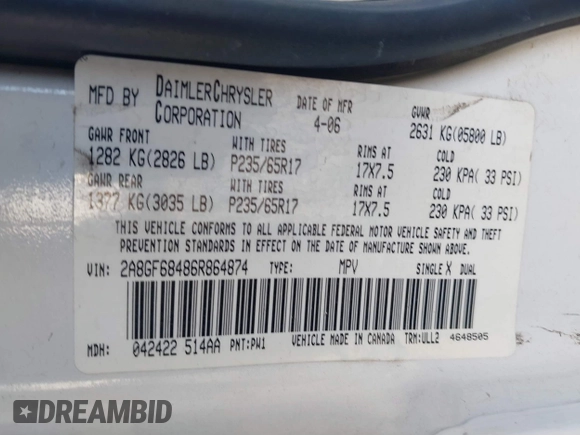 MFD BY DAIMLERCHRYSLER CORPORATION DATE OF MFR 4-06 GVWR 2631 KG(05800 LB)
GAWR FRONT WITH TIRES RIMS AT COLD
1282 KG(2826 LB) P235/65R17 17X7.5 230 KPA( 33 PSI)
GAWR REAR WITH TIRES RIMS AT COLD
1377 KG(3035 LB) P235/65R17 17X7.5 230 KPA( 33 PSI)
THIS VEHICLE CONFORMS TO ALL APPLICABLE FEDERAL MOTOR VEHICLE SAFETY AND THEFT
PREVENTION STANDARDS IN EFFECT ON THE DATE OF MANUFACTURE SHOWN ABOVE.
VIN: 2A8GF68486R864874 TYPE: MPV SINGLE X DUAL
MDH: 042422 514AA PNT:PW1 VEHICLE MADE IN CANADA TRM:ULL2 4648505
DREAMBID